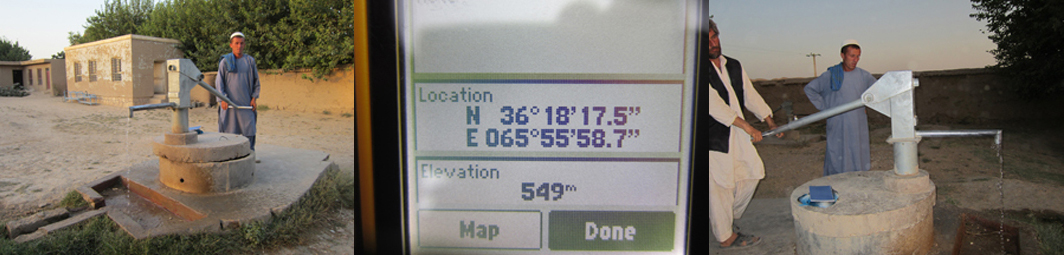 Location
N 36°18'17.5"
E 065°55'58.7"
Elevation
549m
Map
Done